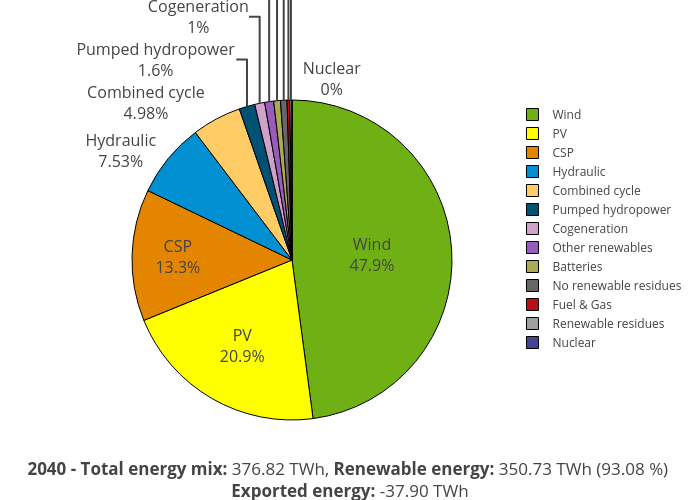 Cogeneration
1%
Pumped hydropower
1.6%
Combined cycle
4.98%
Hydraulic
7.53%
Nuclear
0%
CSP
13.3%
Wind
47.9%
PV
20.9%
Wind
PV
CSP
Hydraulic
Combined cycle
Pumped hydropower
Cogeneration
Other renewables
Batteries
No renewable residues
Fuel & Gas
Renewable residues
Nuclear
2040 - Total energy mix: 376.82 TWh, Renewable energy: 350.73 TWh (93.08 %)
Exported energy: -37.90 TWh